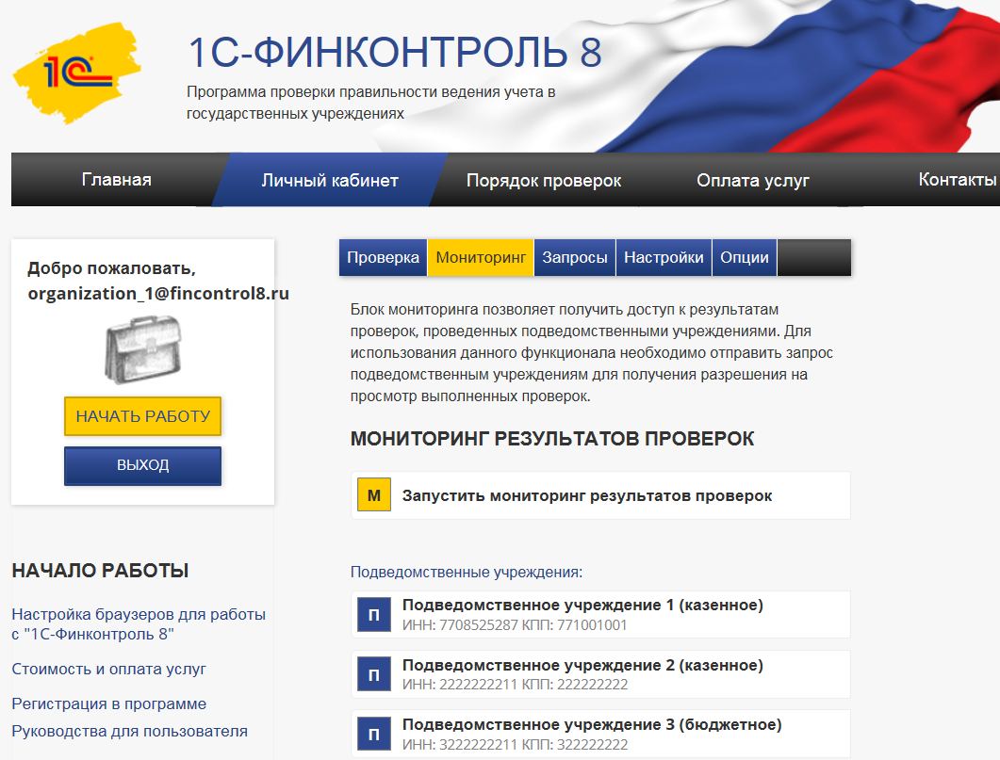 1С
1С-ФИНКОНТРОЛЬ 8
Программа проверки правильности ведения учета в
государственных учреждениях
Главная
Личный кабинет
Порядок проверок
Оплата услуг
Контакты
Добро пожаловать,
organization_1@fincontrol8.ru
НАЧАТЬ РАБОТУ
ВЫХОД
НАЧАЛО РАБОТЫ
Настройка браузеров для работы
с "1С-Финконтроль 8"
Стоимость и оплата услуг
Регистрация в программе
Руководства для пользователя
Проверка
Мониторинг
Запросы
Настройки
Опции
Блок мониторинга позволяет получить доступ к результатам
проверок, проведенных подведомственными учреждениями. Для
использования данного функционала необходимо отправить запрос
подведомственным учреждениям для получения разрешения на
просмотр выполненных проверок.
МОНИТОРИНГ РЕЗУЛЬТАТОВ ПРОВЕРОК
М
Запустить мониторинг результатов проверок
Подведомственные учреждения:
П
Подведомственное учреждение 1 (казенное)
ИНН: 7708525287 КПП: 771001001
П
Подведомственное учреждение 2 (казенное)
ИНН: 2222222211 КПП: 222222222
П
Подведомственное учреждение 3 (бюджетное)
ИНН: 3222222211 КПП: 322222222